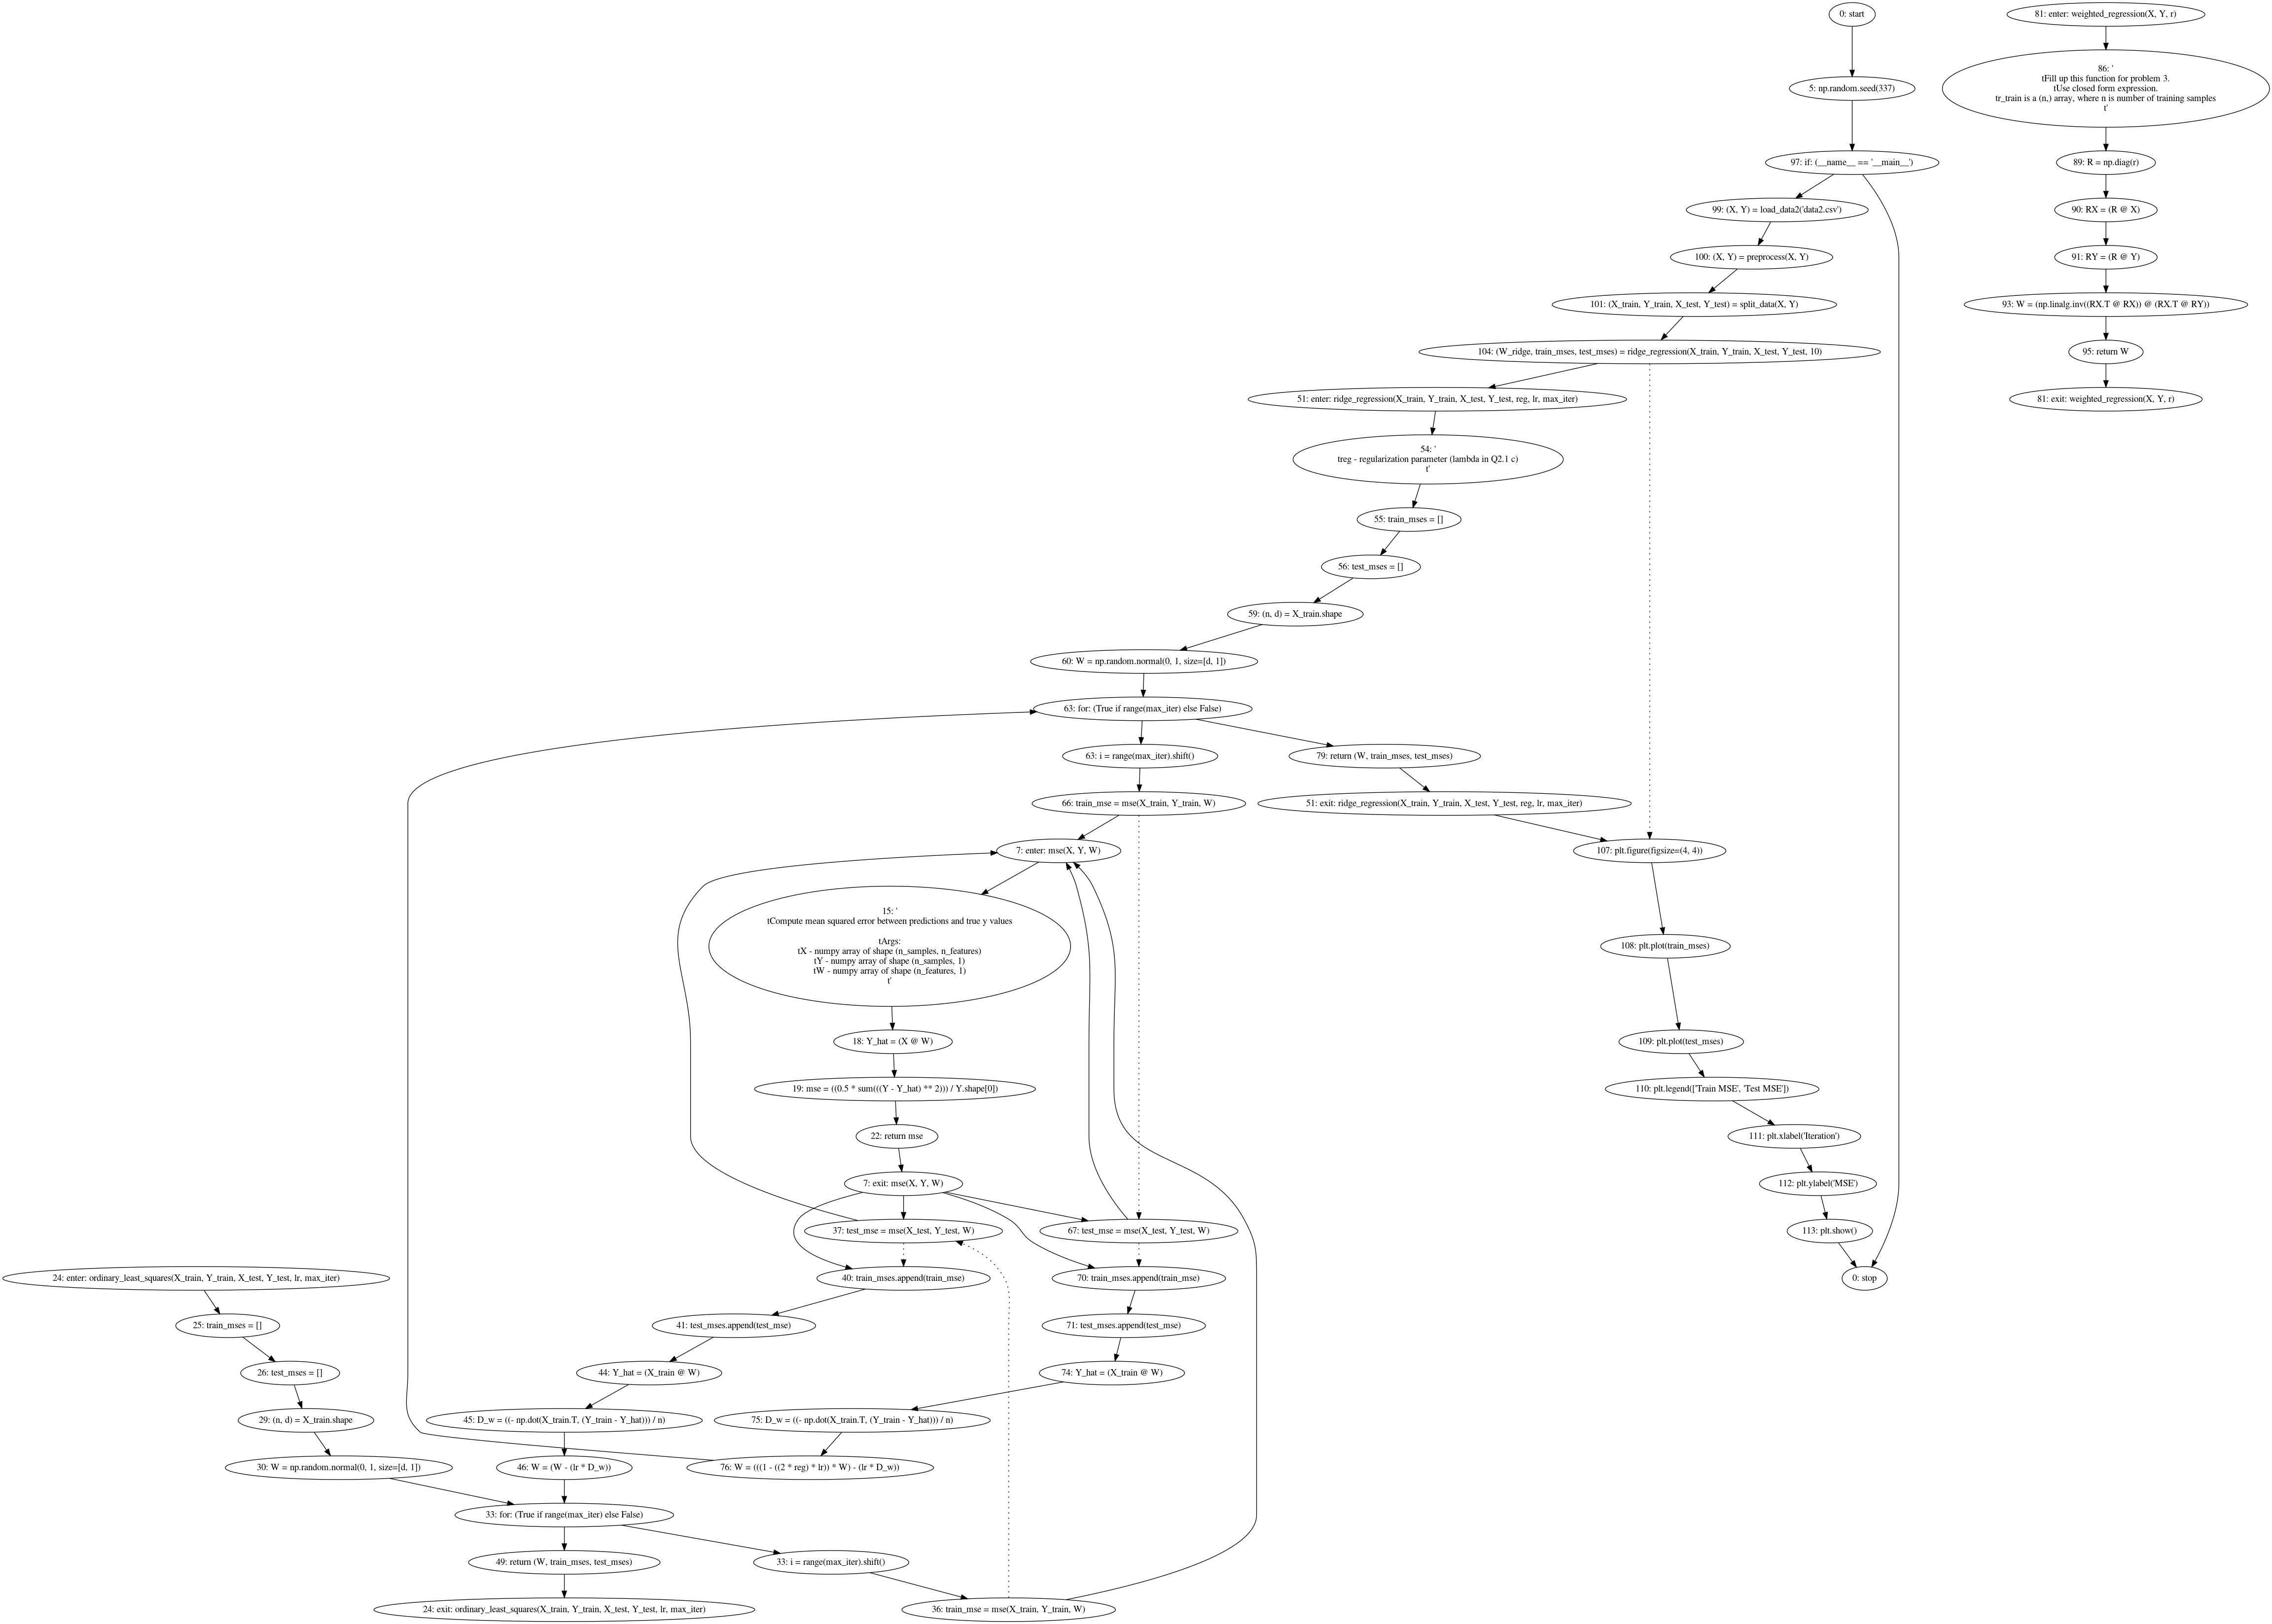 0: start
5: np.random.seed(337)
97: if: (__name__ == '__main__')
99: (X, Y) = load_data2('data2.csv')
100: (X, Y) = preprocess(X, Y)
101: (X_train, Y_train, X_test, Y_test) = split_data(X, Y)
104: (W_ridge, train_mses, test_mses) = ridge_regression(X_train, Y_train, X_test, Y_test, 10)
51: enter: ridge_regression(X_train, Y_train, X_test, Y_test, reg, lr, max_iter)
54: '
treg - regularization parameter (lambda in Q2.1 c)
t'
55: train_mses = []
56: test_mses = []
59: (n, d) = X_train.shape
60: W = np.random.normal(0, 1, size=[d, 1])
63: for: (True if range(max_iter) else False)
63: i = range(max_iter).shift()
79: return (W, train_mses, test_mses)
66: train_mse = mse(X_train, Y_train, W)
51: exit: ridge_regression(X_train, Y_train, X_test, Y_test, reg, lr, max_iter)
7: enter: mse(X, Y, W)
107: plt.figure(figsize=(4, 4))
15: '
tCompute mean squared error between predictions and true y values
tArgs:
tX - numpy array of shape (n_samples, n_features)
tY - numpy array of shape (n_samples, 1)
tW - numpy array of shape (n_features, 1)
t'
108: plt.plot(train_mses)
18: Y_hat = (X @ W)
109: plt.plot(test_mses)
19: mse = ((0.5 * sum(((Y - Y_hat) ** 2))) / Y.shape[0])
110: plt.legend(['Train MSE', 'Test MSE'])
22: return mse
111: plt.xlabel('Iteration')
7: exit: mse(X, Y, W)
112: plt.ylabel('MSE')
37: test_mse = mse(X_test, Y_test, W)
67: test_mse = mse(X_test, Y_test, W)
113: plt.show()
24: enter: ordinary_least_squares(X_train, Y_train, X_test, Y_test, lr, max_iter)
40: train_mses.append(train_mse)
70: train_mses.append(train_mse)
0: stop
25: train_mses = []
41: test_mses.append(test_mse)
71: test_mses.append(test_mse)
26: test_mses = []
44: Y_hat = (X_train @ W)
74: Y_hat = (X_train @ W)
29: (n, d) = X_train.shape
45: D_w = ((- np.dot(X_train.T, (Y_train - Y_hat))) / n)
75: D_w = ((- np.dot(X_train.T, (Y_train - Y_hat))) / n)
30: W = np.random.normal(0, 1, size=[d, 1])
46: W = (W - (lr * D_w))
76: W = (((1 - ((2 * reg) * lr)) * W) - (lr * D_w))
33: for: (True if range(max_iter) else False)
49: return (W, train_mses, test_mses)
33: i = range(max_iter).shift()
24: exit: ordinary_least_squares(X_train, Y_train, X_test, Y_test, lr, max_iter)
36: train_mse = mse(X_train, Y_train, W)
81: enter: weighted_regression(X, Y, r)
86: '
tFill up this function for problem 3.
tUse closed form expression.
tr_train is a (n,) array, where n is number of training samples
t'
89: R = np.diag(r)
90: RX = (R @ X)
91: RY = (R @ Y)
93: W = (np.linalg.inv((RX.T @ RX)) @ (RX.T @ RY))
95: return W
81: exit: weighted_regression(X, Y, r)